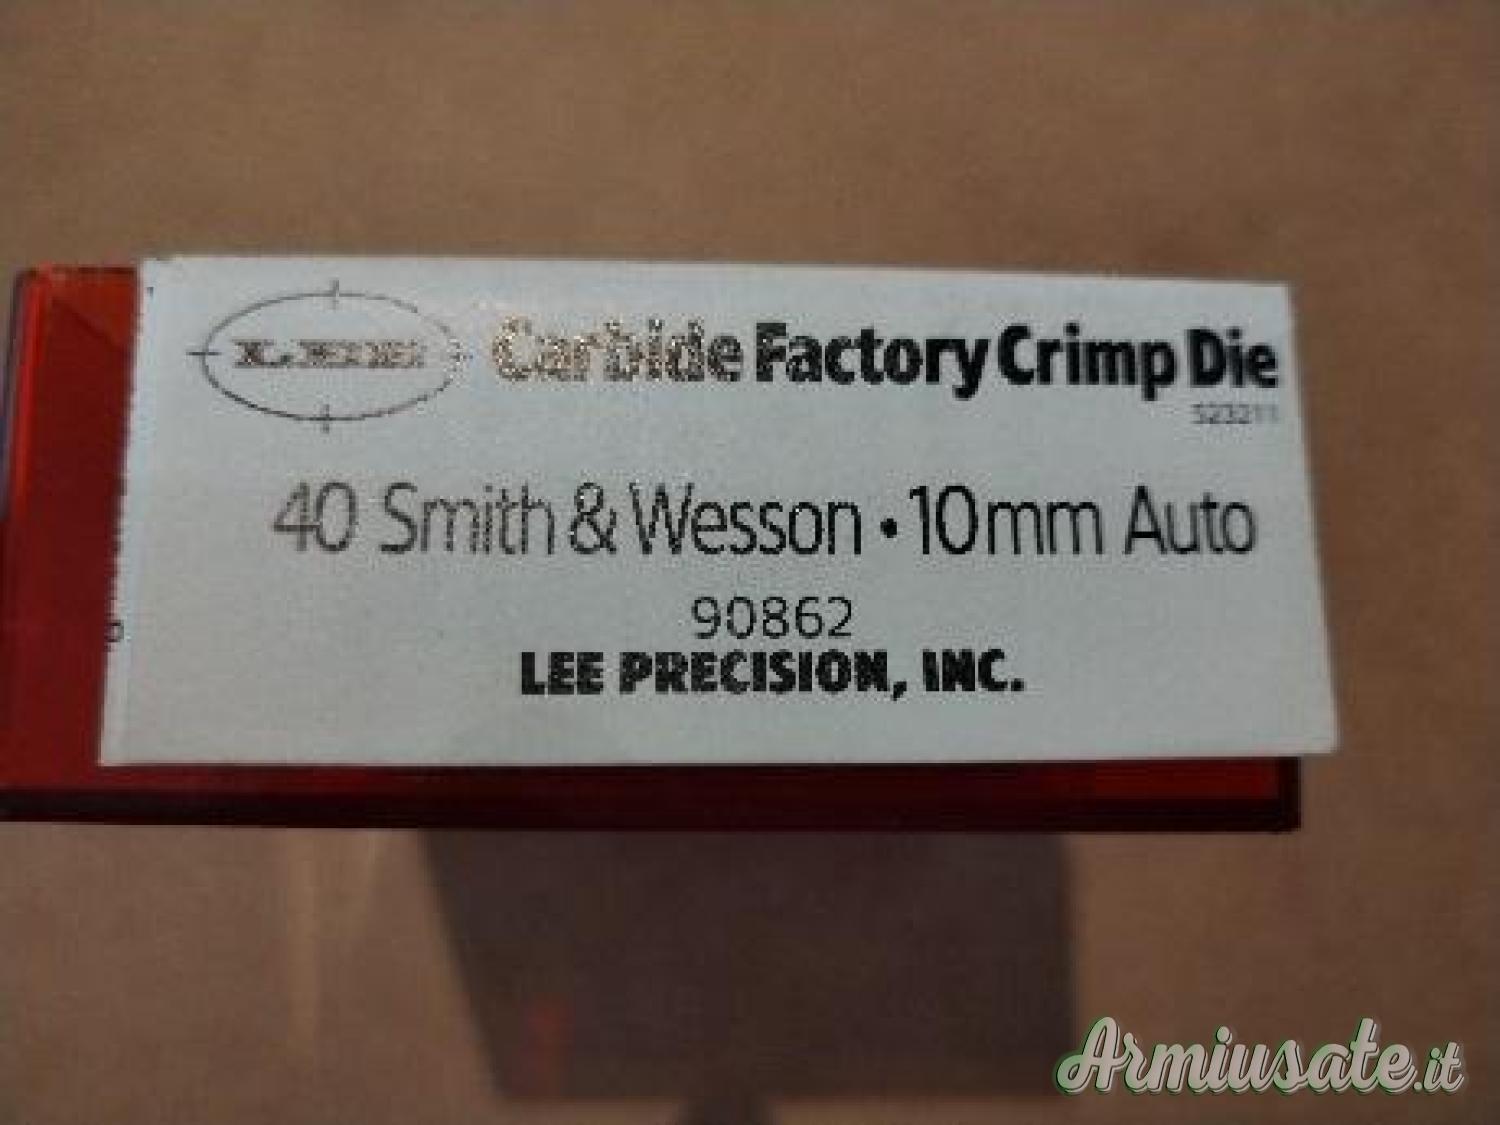 LEE Carbide Factory Crimp Die
40 Smith & Wesson • 10mm Auto
90862
LEE PRECISION, INC.
Armiusate.it